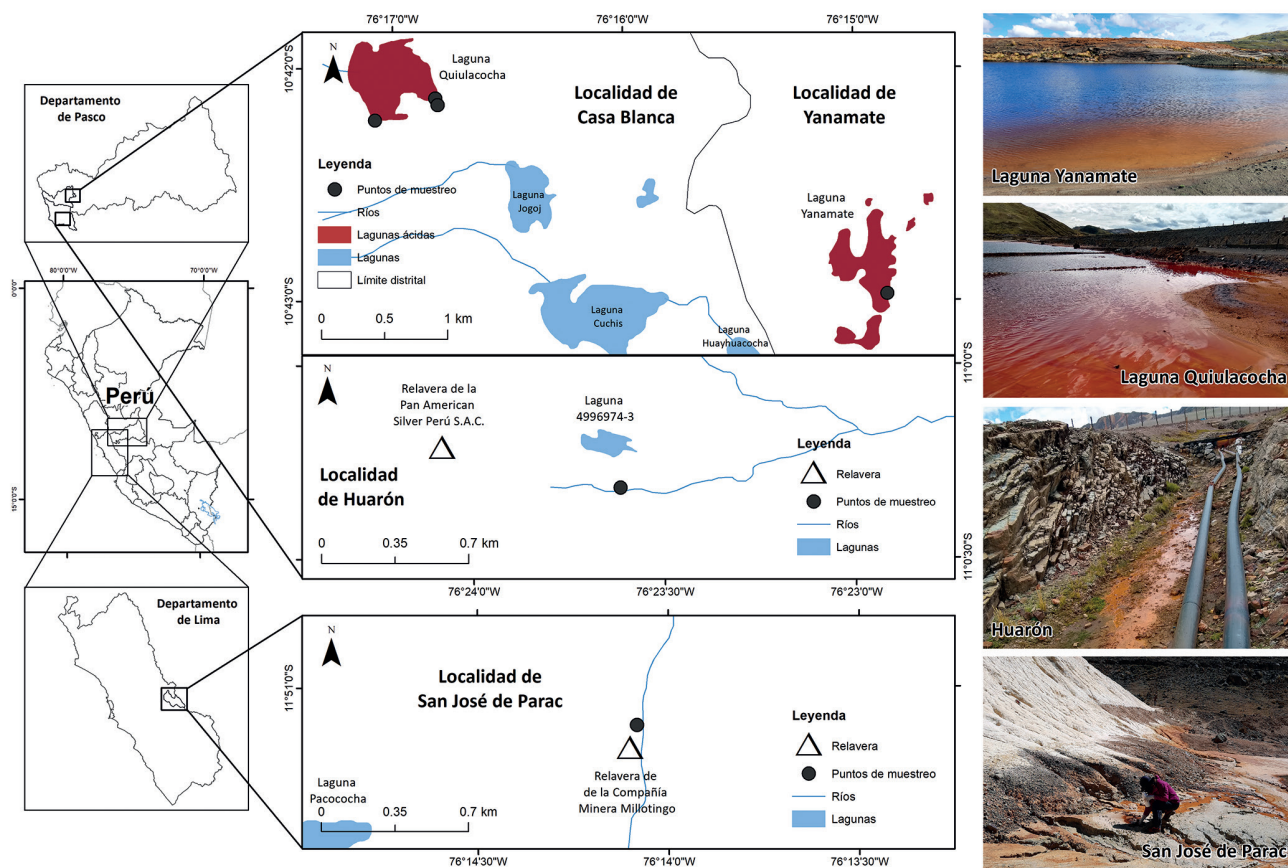 Departamento
de Pasco
80°0'0"W
70°0'0"W
0°0'0"
15°0'0"S
Perú
Departamento
de Lima
76°17'0"W
76°16'0"W
76°15'0"W
10°42'0"S
10°43'0"S
N
Laguna
Quiulacocha
Localidad de
Casa Blanca
Localidad de
Yanamate
Leyenda
Puntos de muestreo
Ríos
Lagunas ácidas
Lagunas
Límite distrital
0
0.5
1 km
Laguna
Jogoj
Laguna
Yanamate
Laguna
Cuchis
Laguna
Huayhuacocha
11°0'0"S
11°0'30"S
N
Relavera de la
Pan American
Silver Perú S.A.C.
Laguna
4996974-3
Localidad
de Huarón
0
0.35
0.7 km
Leyenda
Relavera
Puntos de muestreo
Ríos
Lagunas
76°24'0"W
76°23'30"W
76°23'0"W
N
11°51'0"S
Localidad de
San José de Parac
Relavera de
de la Compañía
Minera Millotingo
Laguna
Pacococha
0
0.35
0.7 km
Leyenda
Relavera
Puntos de muestreo
Ríos
Lagunas
76°14'30"W
76°14'0"W
76°13'30"W
Laguna Yanamate
Laguna Quiulacocha
Huarón
San José de Parac